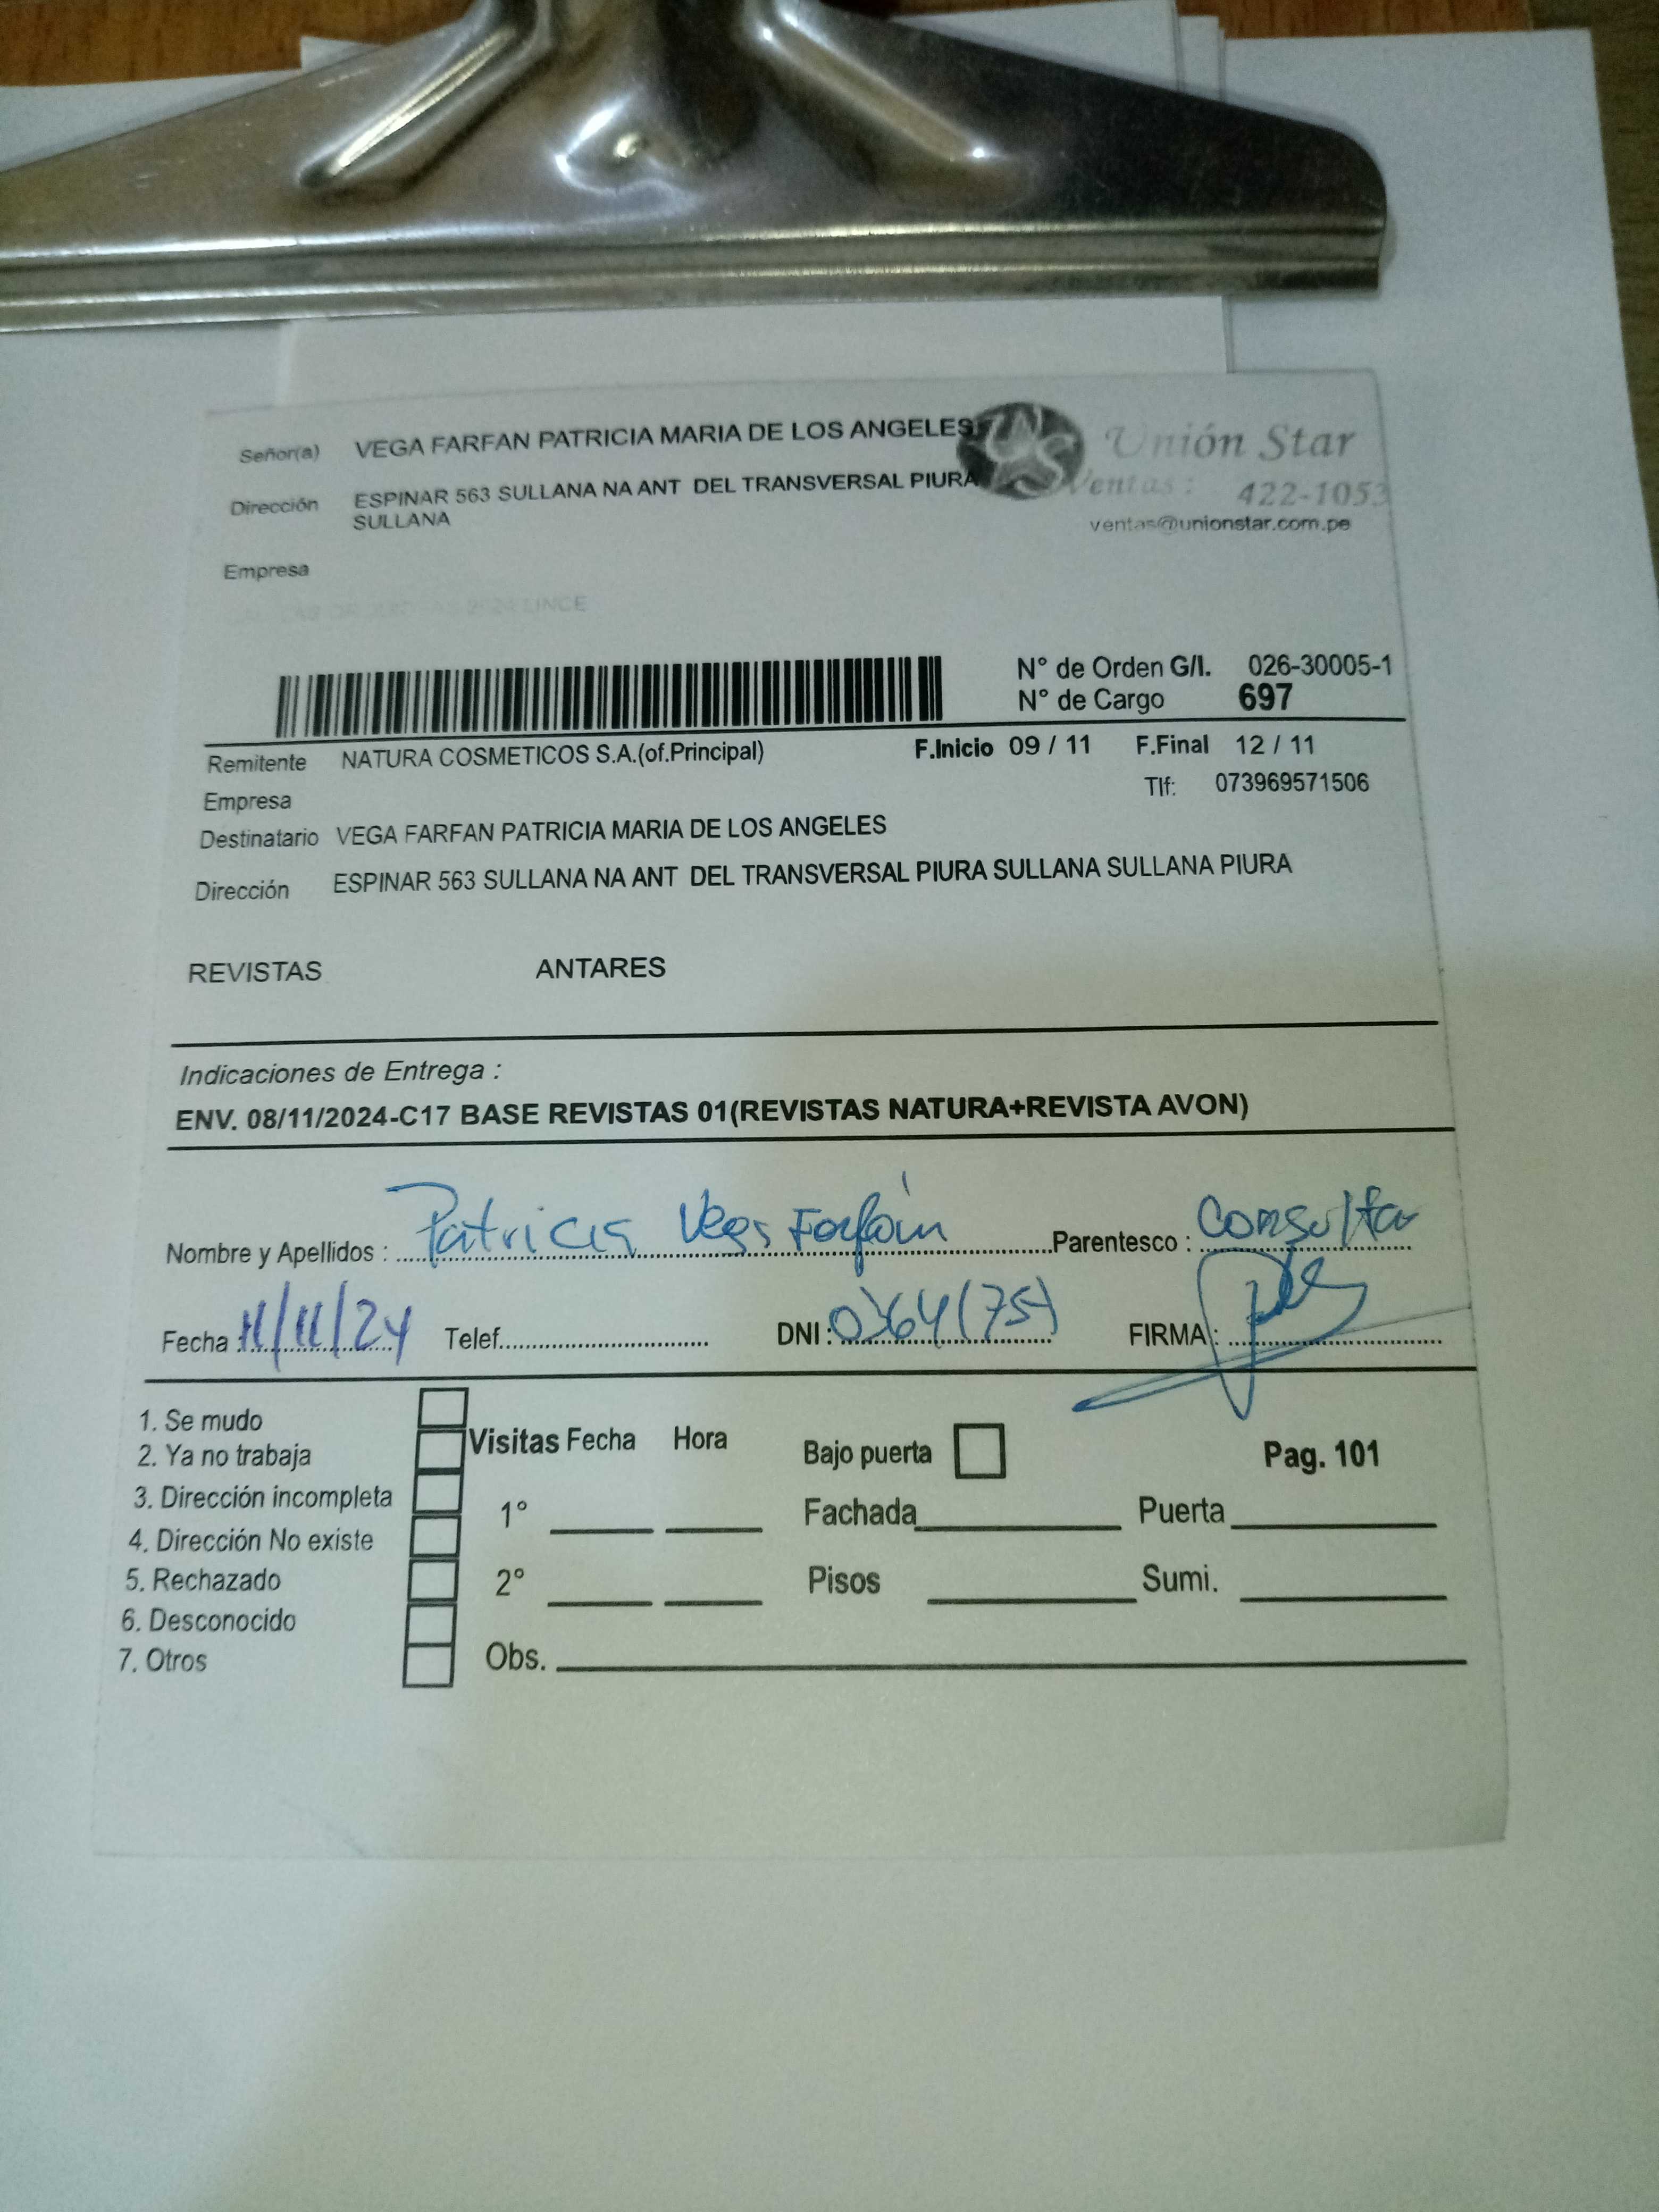 Señor(a) VEGA FARFAN PATRICIA MARIA DE LOS ANGELES
Unión Star
Dirección ESPINAR 563 SULLANA NA ANT DEL TRANSVERSAL PIURA
SULLANA
Ventas: 422-1053
ventas@unionstar.com.pe
Empresa
2024 LINCE
N° de Orden G/I. 026-30005-1
N° de Cargo 697
Remitente NATURA COSMETICOS S.A.(of.Principal) F.Inicio 09 / 11 F.Final 12 / 11
Empresa Tlf: 073969571506
Destinatario VEGA FARFAN PATRICIA MARIA DE LOS ANGELES
Dirección ESPINAR 563 SULLANA NA ANT DEL TRANSVERSAL PIURA SULLANA SULLANA PIURA
REVISTAS ANTARES
Indicaciones de Entrega :
ENV. 08/11/2024-C17 BASE REVISTAS 01(REVISTAS NATURA+REVISTA AVON)
Nombre y Apellidos : Patricia Vega Farfán Parentesco : Consulta
Fecha 11/11/24 Telef. DNI: FIRMA:
1. Se mudo
2. Ya no trabaja
3. Dirección incompleta
4. Dirección No existe
5. Rechazado
6. Desconocido
7. Otros
Visitas Fecha Hora Bajo puerta Pag. 101
1° Fachada Puerta
2° Pisos Sumi.
Obs.